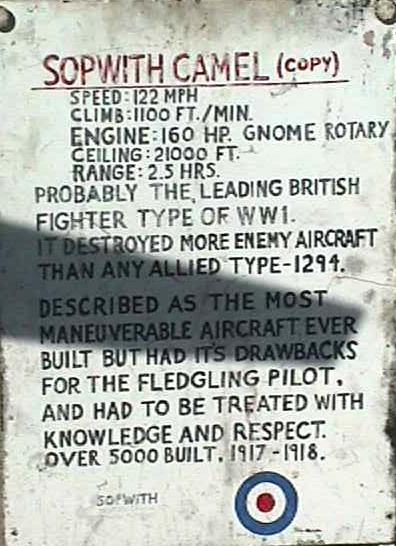 SOPWITH CAMEL (COPY)
SPEED: 122 MPH
CLIMB: 1100 FT./MIN.
ENGINE: 160 HP. GNOME ROTARY
CEILING: 21000 FT.
RANGE: 2.5 HRS.
PROBABLY THE LEADING BRITISH
FIGHTER TYPE OF WW1.
IT DESTROYED MORE ENEMY AIRCRAFT
THAN ANY ALLIED TYPE-1294.
DESCRIBED AS THE MOST
MANEUVERABLE AIRCRAFT EVER
BUILT BUT HAD ITS DRAWBACKS
FOR THE FLEDGLING PILOT,
AND HAD TO BE TREATED WITH
KNOWLEDGE AND RESPECT.
OVER 5000 BUILT. 1917-1918.
SOPWITH